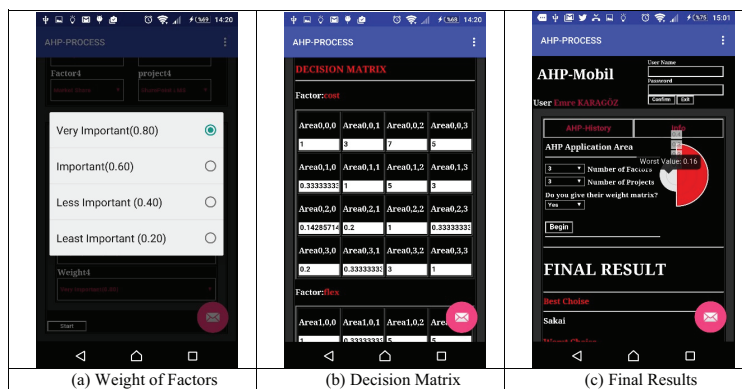 14:20
AHP-PROCESS
Factor4 project4
Very Important(0.80)
Important(0.60)
Less Important (0.40)
Least Important (0.20)
Weight4
Start
(a) Weight of Factors
14:20
AHP-PROCESS
DECISION MATRIX
Factor:cost
Area0,0,0 Area0,0,1 Area0,0,2 Area0,0,3
1 3 7 5
Area0,1,0 Area0,1,1 Area0,1,2 Area0,1,3
0.33333333 1 5 3
Area0,2,0 Area0,2,1 Area0,2,2 Area0,2,3
0.14285714 0.2 1 0.33333333
Area0,3,0 Area0,3,1 Area0,3,2 Area0,3,3
0.2 0.33333333 3 1
Factor:flex
Area1,0,0 Area1,0,1 Area1,0,2
1 0.33333333 5
(b) Decision Matrix
%75 15:01
AHP-PROCESS
AHP-Mobil
User Name
Password
Confirm Exit
User Emre KARAGÖZ
AHP-History Info
AHP Application Area
Worst Value: 0.16
3 Number of Factors
3 Number of Projects
Do you give their weight matrix?
Yes
Begin
FINAL RESULT
Best Choise
Sakai
Worst Choise
(c) Final Results